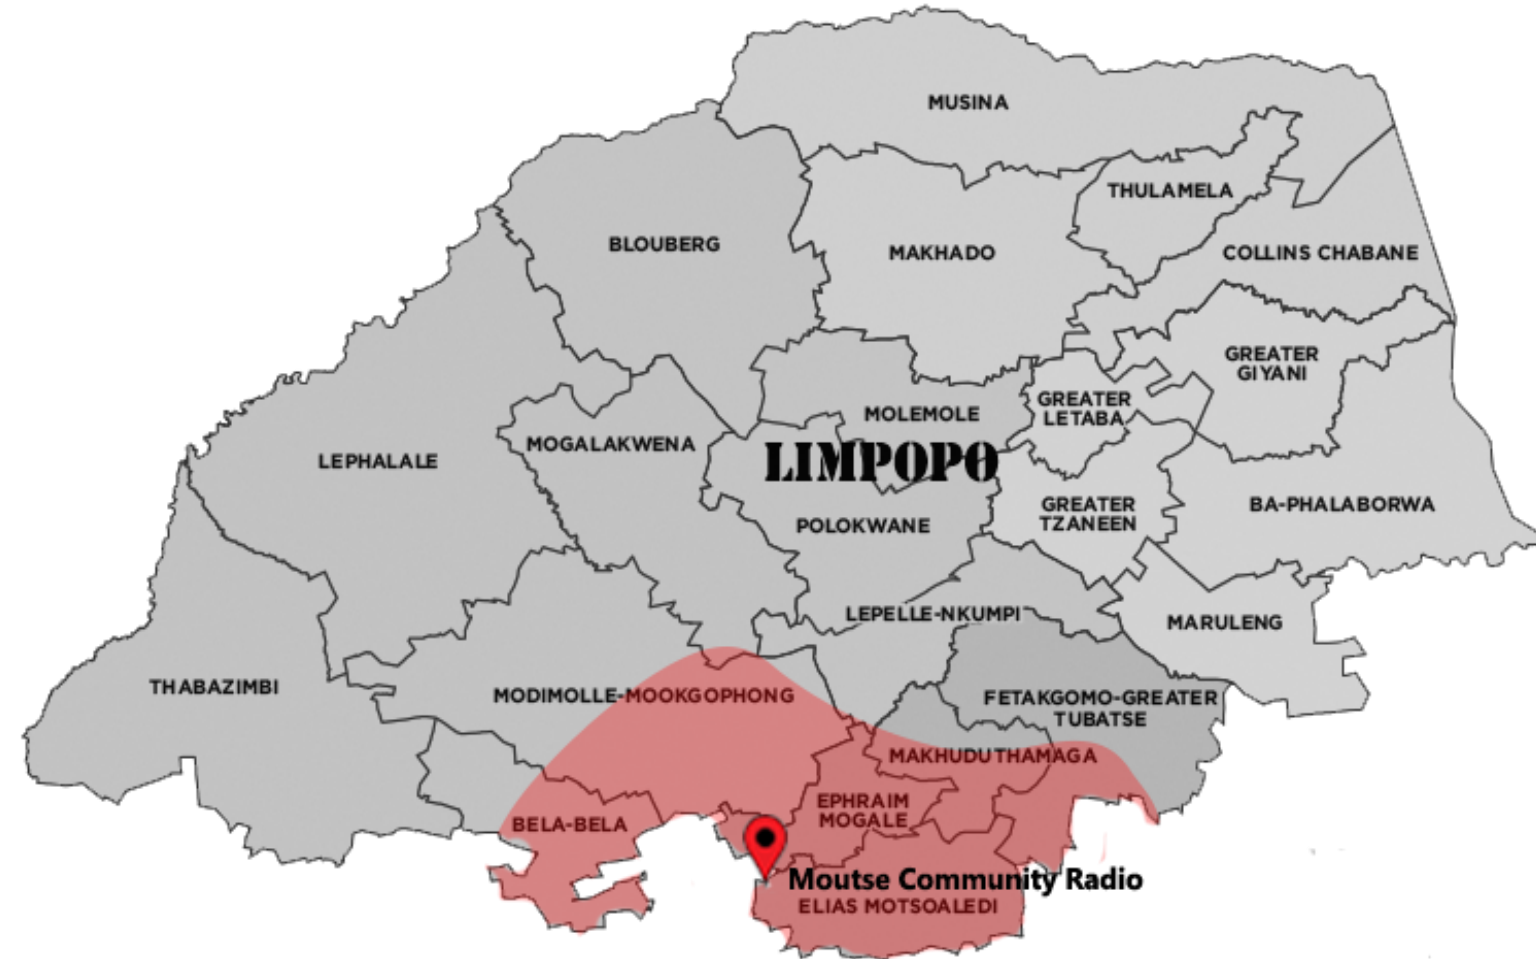 MUSINA
THULAMELA
BLOUBERG
MAKHADO
COLLINS CHABANE
GREATER
GIYANI
GREATER
LETABA
MOLEMOLE
MOGALAKWENA
LEPHALALE
LIMPOPO
BA-PHALABORWA
GREATER
TZANEEN
POLOKWANE
LEPELLE-NKUMPI
MARULENG
THABAZIMBI
MODIMOLLE-MOOKGOPHONG
FETAKGOMO-GREATER
TUBATSE
MAKHUDUTHAMAGA
EPHRAIM
MOGALE
BELA-BELA
Moutse Community Radio
ELIAS MOTSOALEDI